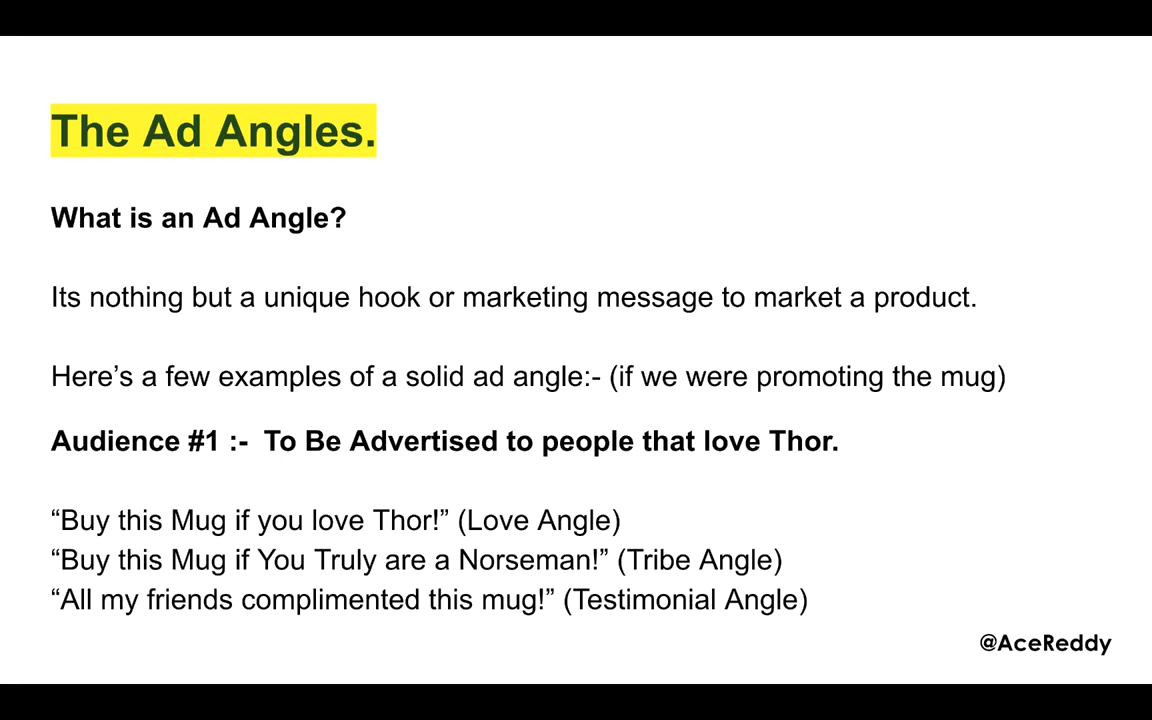 The Ad Angles.
What is an Ad Angle?
Its nothing but a unique hook or marketing message to market a product.
Here’s a few examples of a solid ad angle:- (if we were promoting the mug)
Audience #1 :-  To Be Advertised to people that love Thor.
“Buy this Mug if you love Thor!” (Love Angle)
“Buy this Mug if You Truly are a Norseman!” (Tribe Angle)
“All my friends complimented this mug!” (Testimonial Angle)
@AceReddy